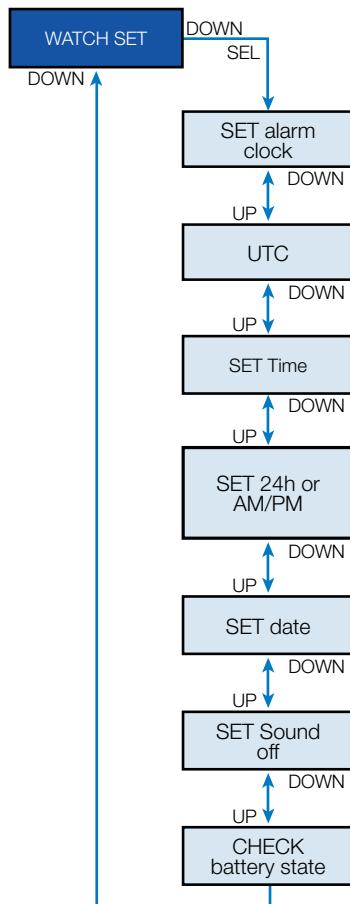 WATCH SET
DOWN
SEL
DOWN
SET alarm
clock
DOWN
UP
UTC
DOWN
UP
SET Time
DOWN
UP
SET 24h or
AM/PM
DOWN
UP
SET date
DOWN
UP
SET Sound
off
DOWN
UP
CHECK
battery state